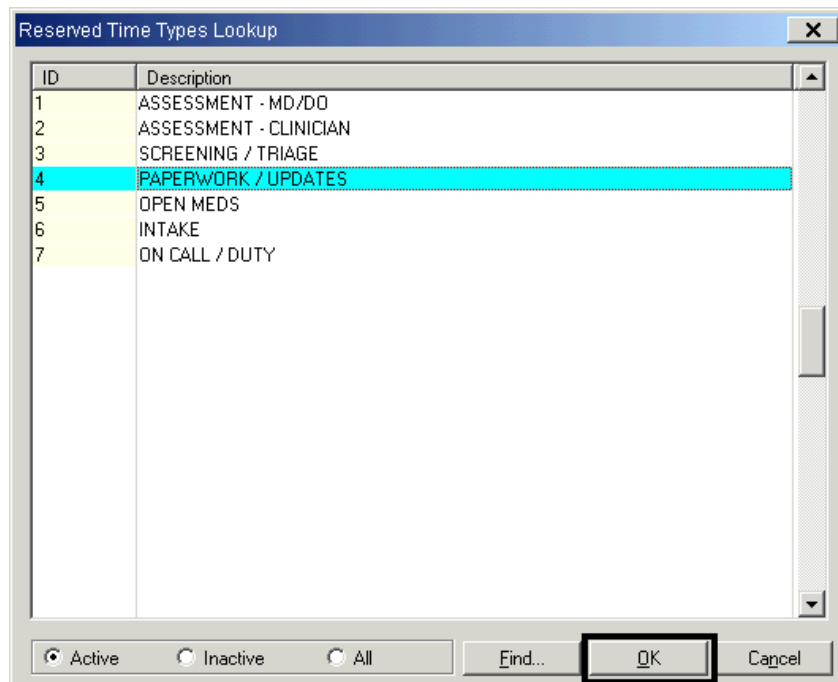 Reserved Time Types Lookup
ID Description
1 ASSESSMENT - MD/DO
2 ASSESSMENT - CLINICIAN
3 SCREENING / TRIAGE
4 PAPERWORK / UPDATES
5 OPEN MEDS
6 INTAKE
7 ON CALL / DUTY
Active Inactive All Find... OK Cancel